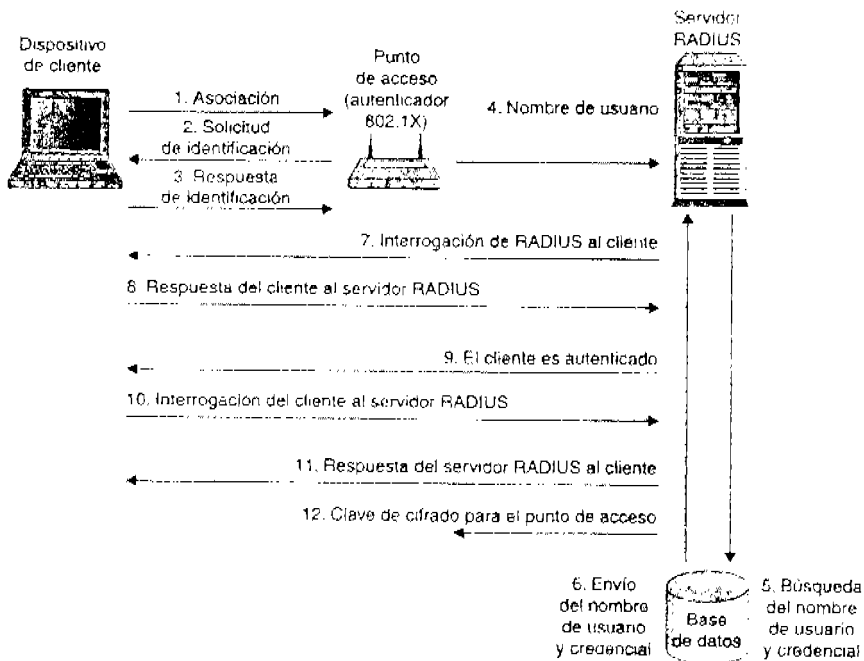 Servidor
RADIUS
Dispositivo
de cliente
Punto
de acceso
(autenticador
802.1X)
1. Asociación
2. Solicitud
de identificación
3. Respuesta
de identificación
4. Nombre de usuario
7. Interrogación de RADIUS al cliente
8. Respuesta del cliente al servidor RADIUS
9. El cliente es autenticado
10. Interrogación del cliente al servidor RADIUS
11. Respuesta del servidor RADIUS al cliente
12. Clave de cifrado para el punto de acceso
6. Envío
del nombre
de usuario
y credencial
Base
de datos
5. Búsqueda
del nombre
de usuario
y credencial